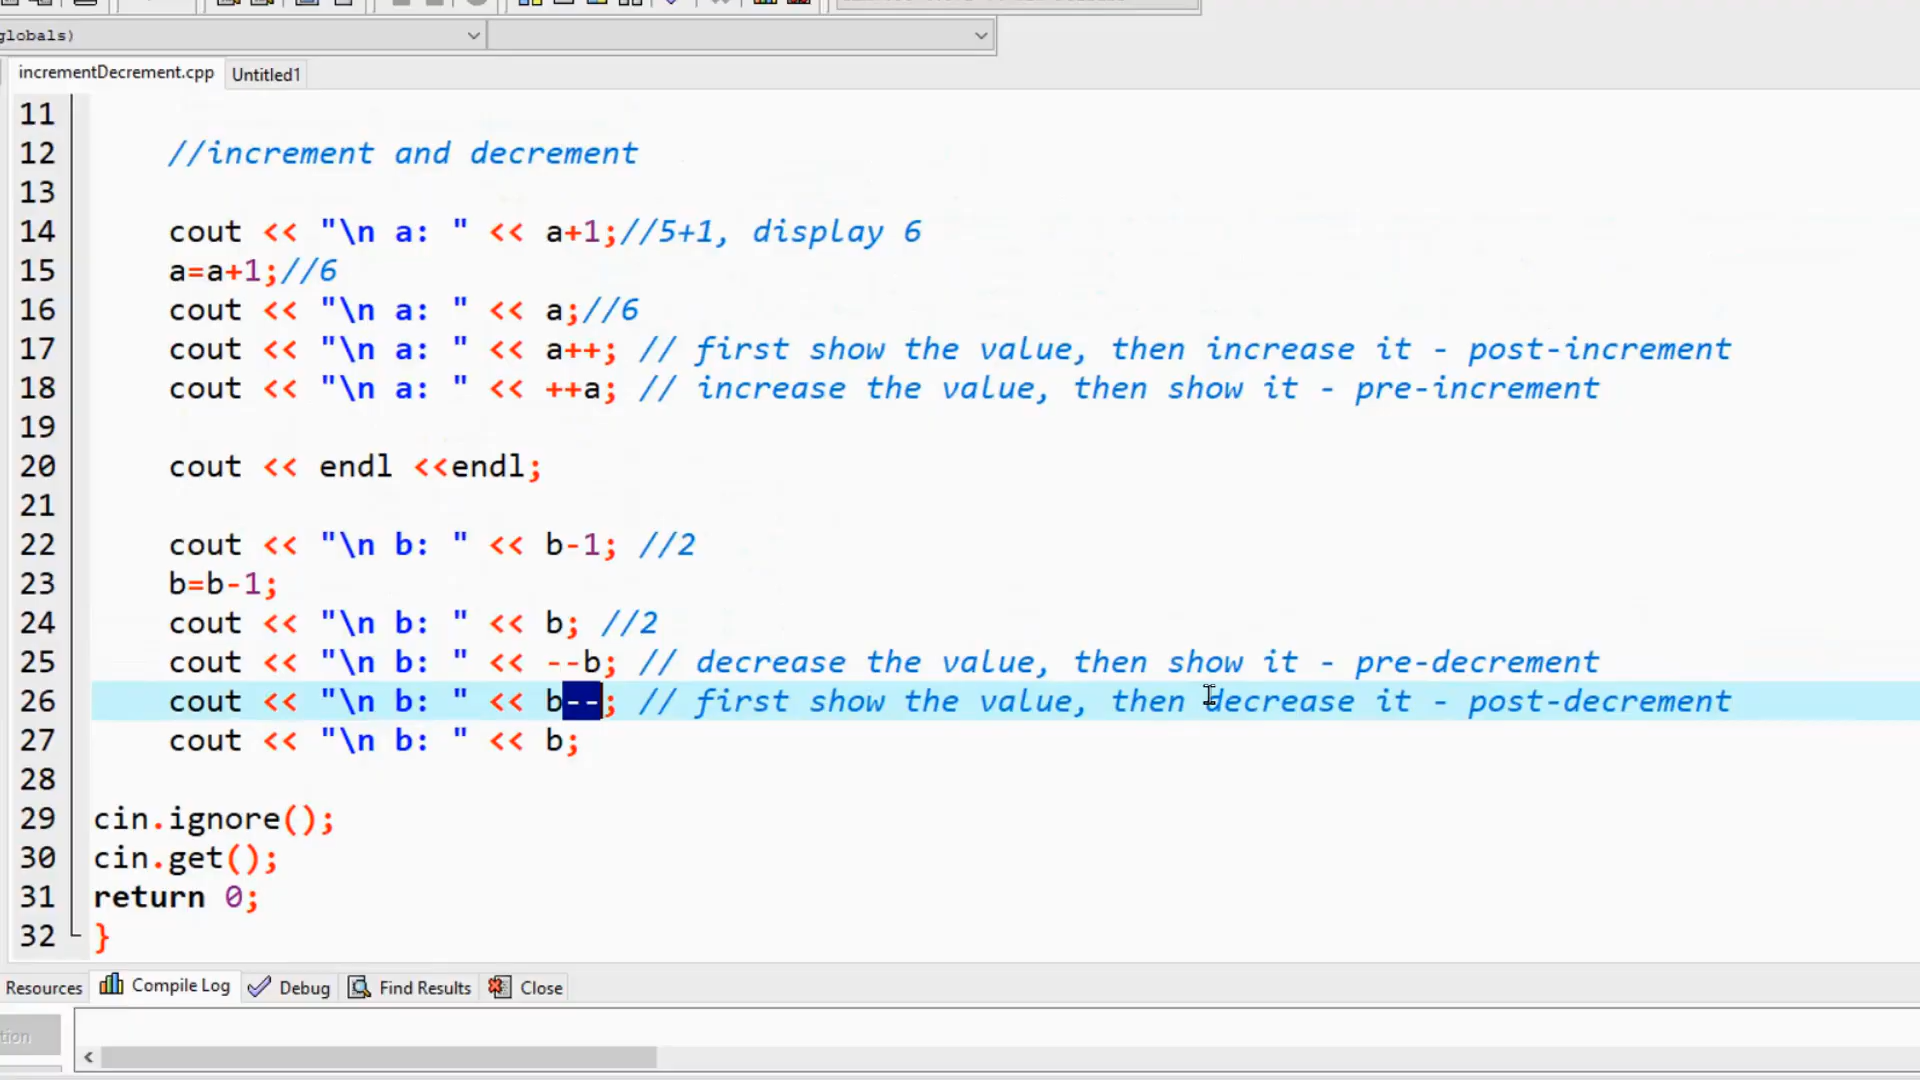 globals)
incrementDecrement.cpp Untitled1
11
12 //increment and decrement
13
14 cout << "\n a: " << a+1;//5+1, display 6
15 a=a+1;//6
16 cout << "\n a: " << a;//6
17 cout << "\n a: " << a++; // first show the value, then increase it - post-increment
18 cout << "\n a: " << ++a; // increase the value, then show it - pre-increment
19
20 cout << endl <<endl;
21
22 cout << "\n b: " << b-1; //2
23 b=b-1;
24 cout << "\n b: " << b; //2
25 cout << "\n b: " << --b; // decrease the value, then show it - pre-decrement
26 cout << "\n b: " << b--; // first show the value, then decrease it - post-decrement
27 cout << "\n b: " << b;
28
29 cin.ignore();
30 cin.get();
31 return 0;
32 }
Resources Compile Log Debug Find Results Close
tion